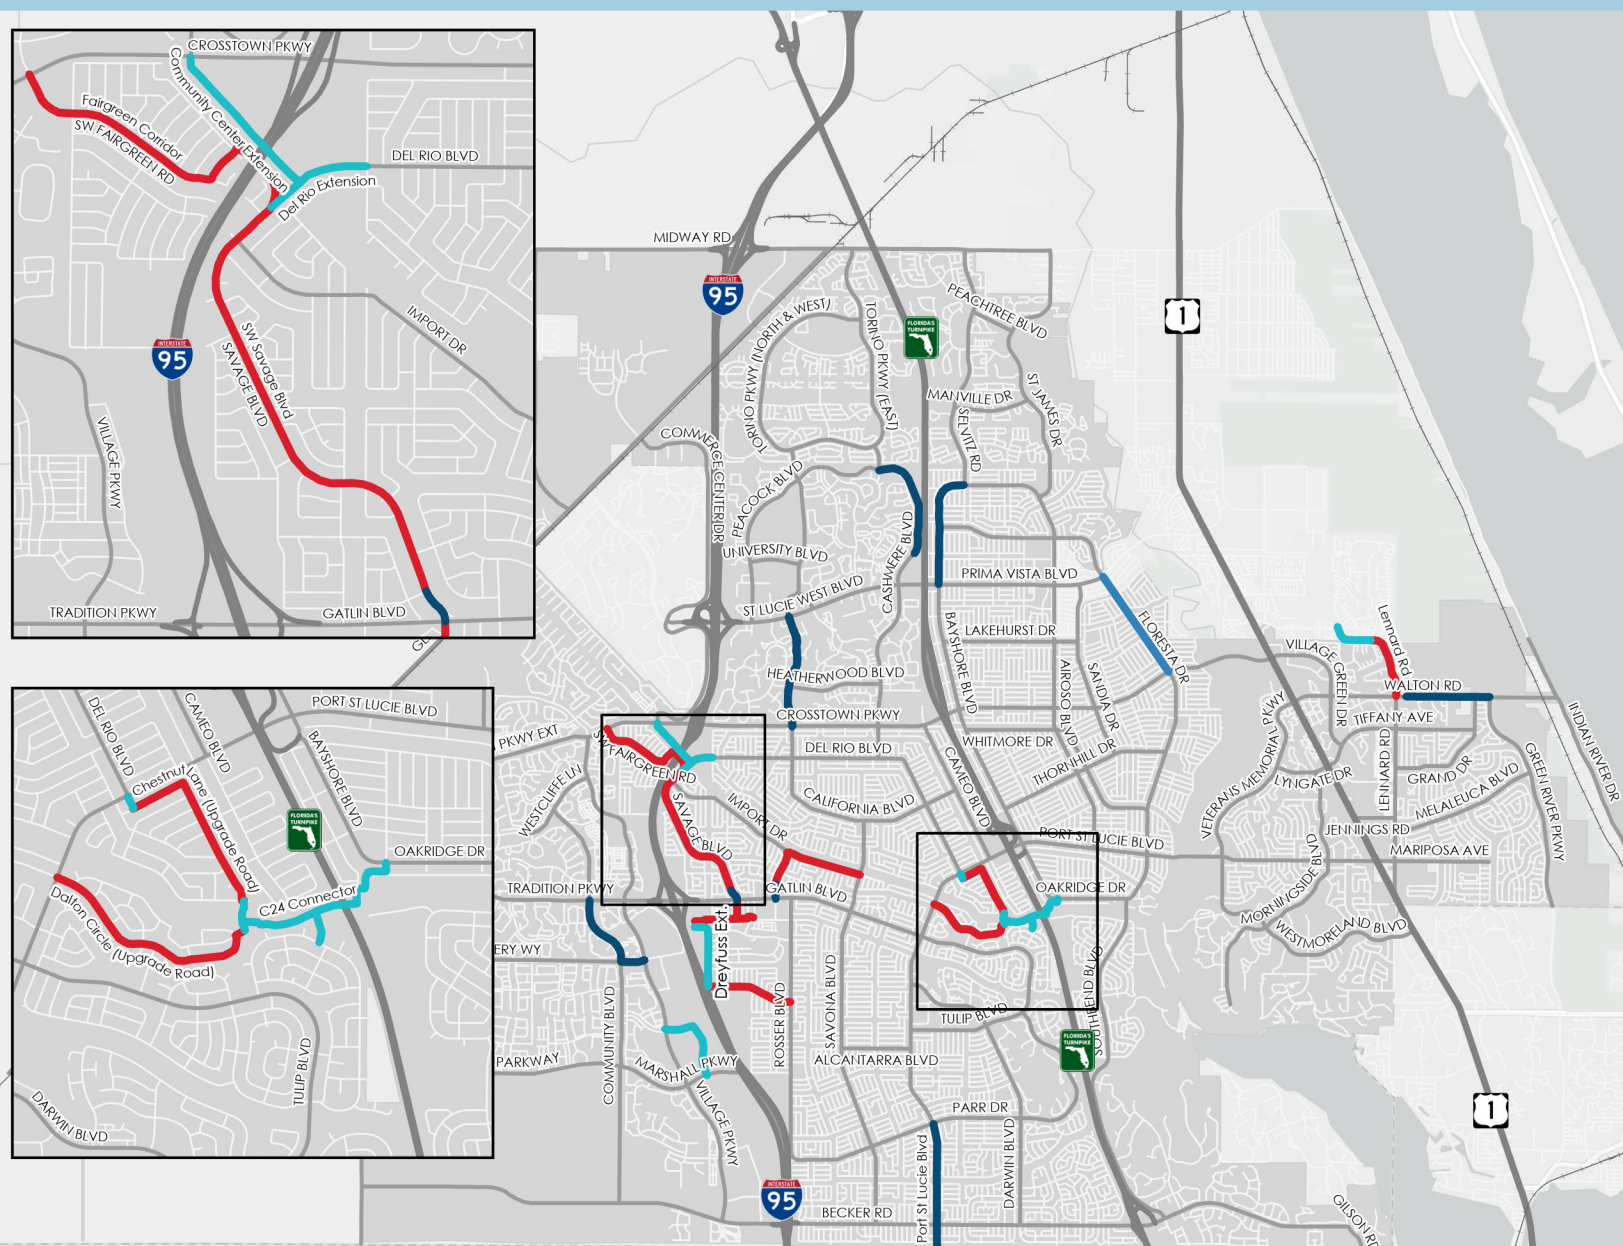 CROSSTOWN PKWY
Community Center Extension
Fairgreen Corridor
SW FAIRGREEN RD
DEL RIO BLVD
Del Rio Extension
IMPORT DR
SW Savage Blvd
SAVAGE BLVD
INTERSTATE
95
VILLAGE PKWY
TRADITION PKWY
GATLIN BLVD
MIDWAY RD
INTERSTATE
95
FLORIDA'S
TURNPIKE
1
PEACHTREE BLVD
TORINO PKWY (NORTH & WEST)
TORINO PKWY (EAST)
MANVILLE DR
ST JAMES DR
SELVITZ RD
COMMERCE CENTER DR
PEACOCK BLVD
UNIVERSITY BLVD
CASHMERE BLVD
ST LUCIE WEST BLVD
PRIMA VISTA BLVD
FLORESTA DR
BAYSHORE BLVD
LAKEHURST DR
HEATHERWOOD BLVD
AIROSO BLVD
SANDIA DR
CROSSTOWN PKWY
WHITMORE DR
THORNHILL DR
DEL RIO BLVD
CAMEO BLVD
CALIFORNIA BLVD
PKWY EXT
SW FAIRGREEN RD
WESTCLIFFE LN
SAVAGE BLVD
IMPORT DR
PORT ST LUCIE BLVD
TRADITION PKWY
GATLIN BLVD
OAKRIDGE DR
Lennard Rd
VILLAGE GREEN DR
WALTON RD
TIFFANY AVE
VETERANS MEMORIAL PKWY
LYNGATE DR
LENNARD RD
GRAND DR
MELALEUCA BLVD
GREEN RIVER PKWY
INDIAN RIVER DR
JENNINGS RD
MARIPOSA AVE
MORNINGSIDE BLVD
WESTMORELAND BLVD
DEL RIO BLVD
CAMEO BLVD
PORT ST LUCIE BLVD
BAYSHORE BLVD
Chestnut Lane (Upgrade Road)
FLORIDA'S
TURNPIKE
OAKRIDGE DR
C24 Connector
Dalton Circle (Upgrade Road)
TULIP BLVD
DARWIN BLVD
ERY WY
Dreyfuss Ext.
COMMUNITY BLVD
ROSSER BLVD
SAVONA BLVD
TULIP BLVD
SOUTHBEND BLVD
FLORIDA'S
TURNPIKE
PARKWAY
MARSHALL PKWY
VILLAGE PKWY
ALCANTARRA BLVD
PARR DR
DARWIN BLVD
Port St Lucie Blvd
INTERSTATE
95
BECKER RD
1
GILSON RD